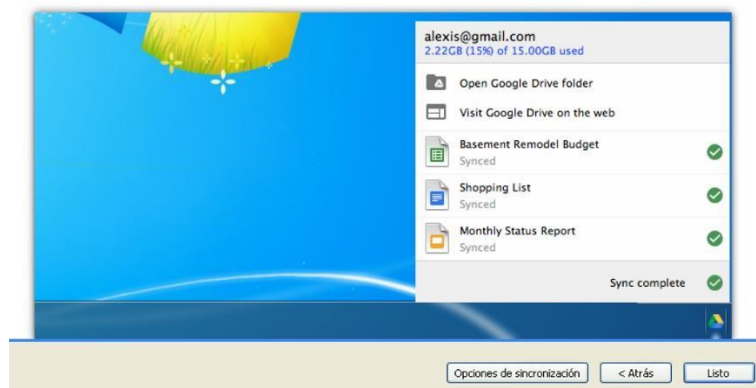 alexis@gmail.com
2.22GB (15%) of 15.00GB used
Open Google Drive folder
Visit Google Drive on the web
Basement Remodel Budget
Synced
Shopping List
Synced
Monthly Status Report
Synced
Sync complete
Opciones de sincronización
< Atrás
Listo